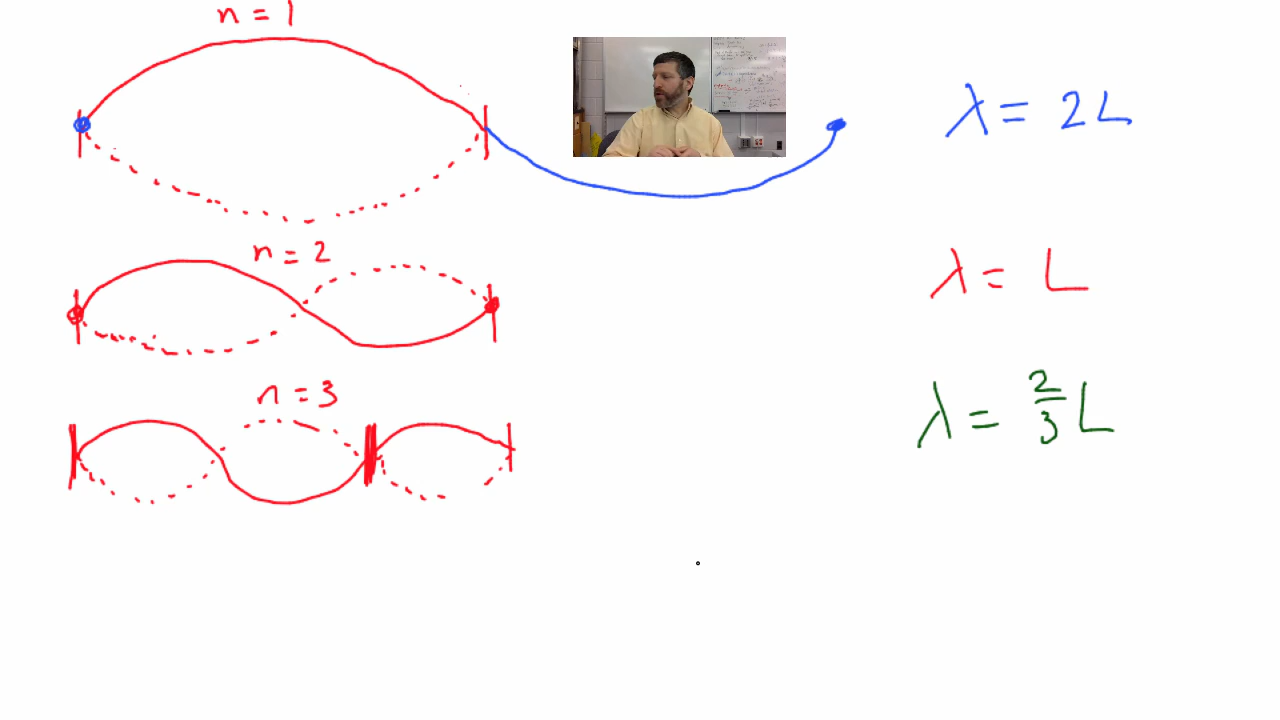 n = 1
λ = 2L
n = 2
λ = L
n = 3
λ = 2/3 L